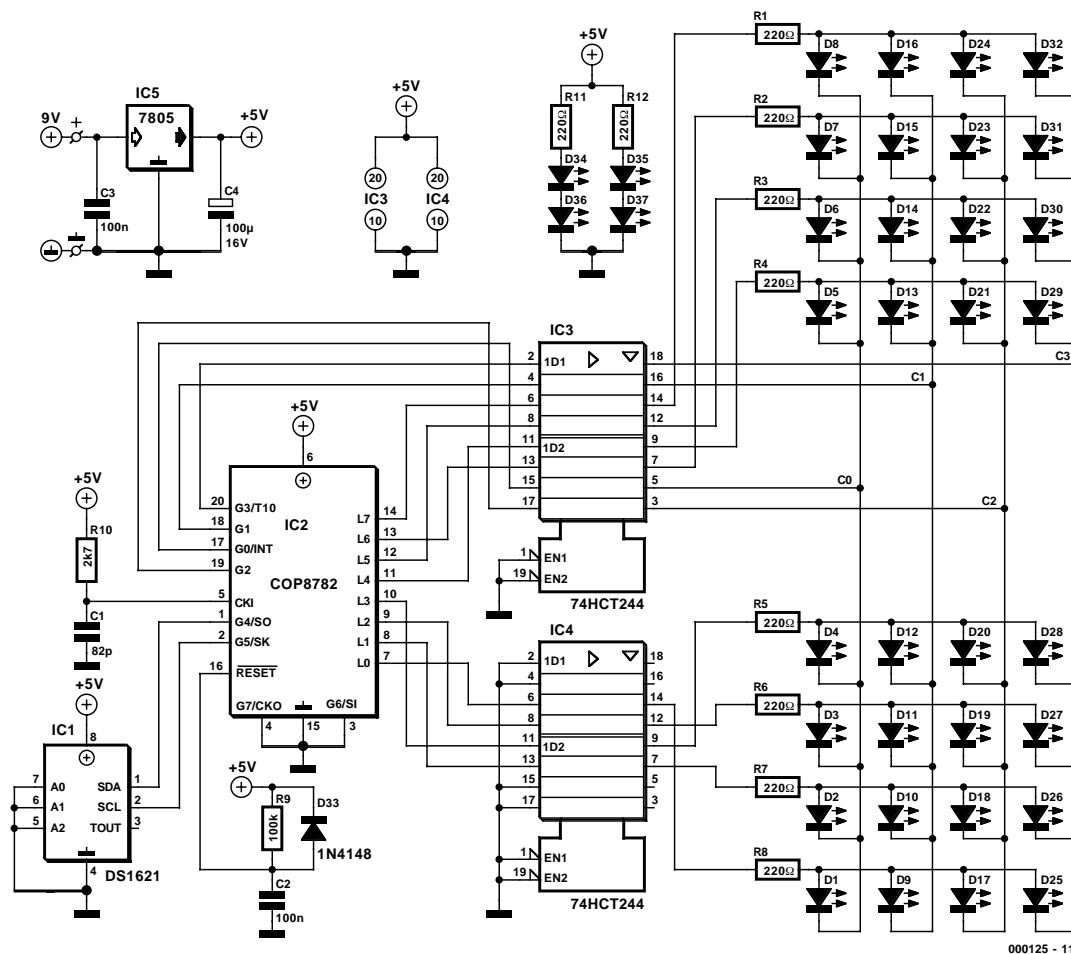 IC5
7805
9V
+
+5V
C3
100n
C4
100µ
16V
+5V
20
20
IC3
IC4
10
10
+5V
R11
R12
220Ω
220Ω
D34
D35
D36
D37
R1
220Ω
D8
D16
D24
D32
R2
220Ω
D7
D15
D23
D31
R3
220Ω
D6
D14
D22
D30
R4
220Ω
D5
D13
D21
D29
IC3
2
1D1
18
4
16
6
14
8
12
11
1D2
9
13
7
15
5
17
3
1
EN1
19
EN2
74HCT244
C3
C1
C0
C2
+5V
6
20
G3/T10
18
G1
17
G0/INT
19
G2
5
CKI
1
G4/SO
2
G5/SK
16
RESET
IC2
COP8782
L7
14
L6
13
L5
12
L4
11
L3
10
L2
9
L1
8
L0
7
G7/CKO
G6/SI
4
15
3
+5V
R10
2k7
C1
82p
+5V
IC1
8
7
A0
6
A1
5
A2
SDA
1
SCL
2
TOUT
3
4
DS1621
+5V
R9
100k
D33
1N4148
C2
100n
IC4
2
1D1
18
4
16
6
14
8
12
11
1D2
9
13
7
15
5
17
3
1
EN1
19
EN2
74HCT244
R5
220Ω
D4
D12
D20
D28
R6
220Ω
D3
D11
D19
D27
R7
220Ω
D2
D10
D18
D26
R8
220Ω
D1
D9
D17
D25
000125 - 11